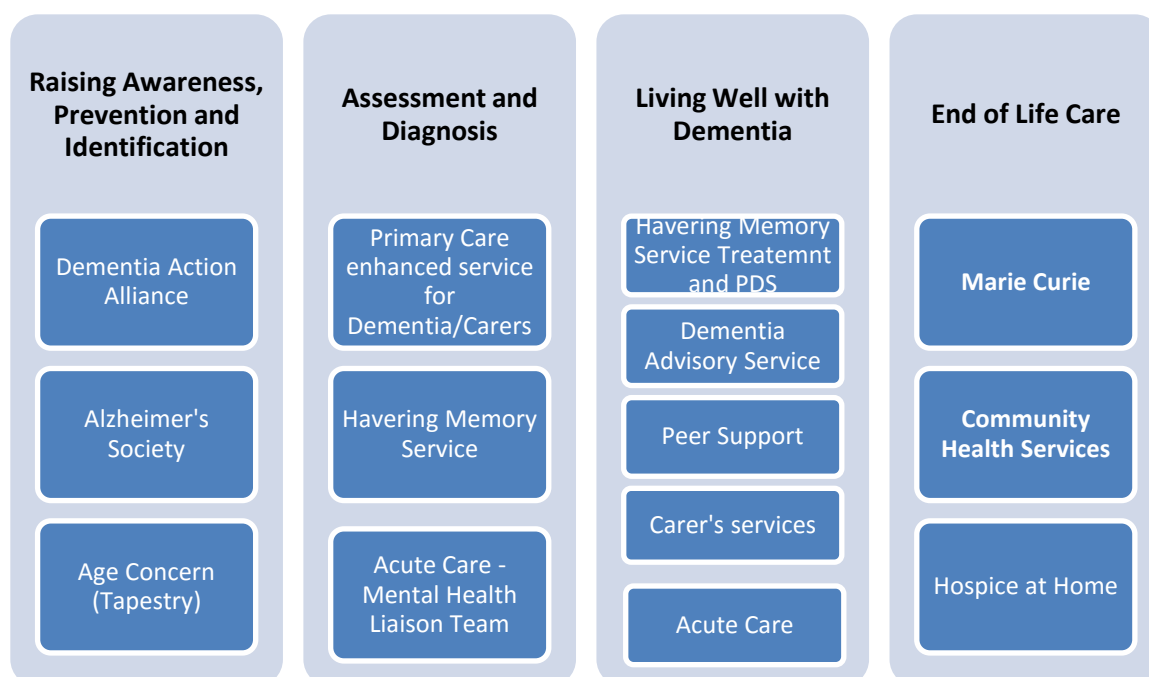 Raising Awareness,
Prevention and
Identification
Dementia Action
Alliance
Alzheimer's
Society
Age Concern
(Tapestry)
Assessment and
Diagnosis
Primary Care
enhanced service
for
Dementia/Carers
Havering Memory
Service
Acute Care -
Mental Health
Liaison Team
Living Well with
Dementia
Havering Memory
Service Treatemnt
and PDS
Dementia
Advisory Service
Peer Support
Carer's services
Acute Care
End of Life Care
Marie Curie
Community
Health Services
Hospice at Home